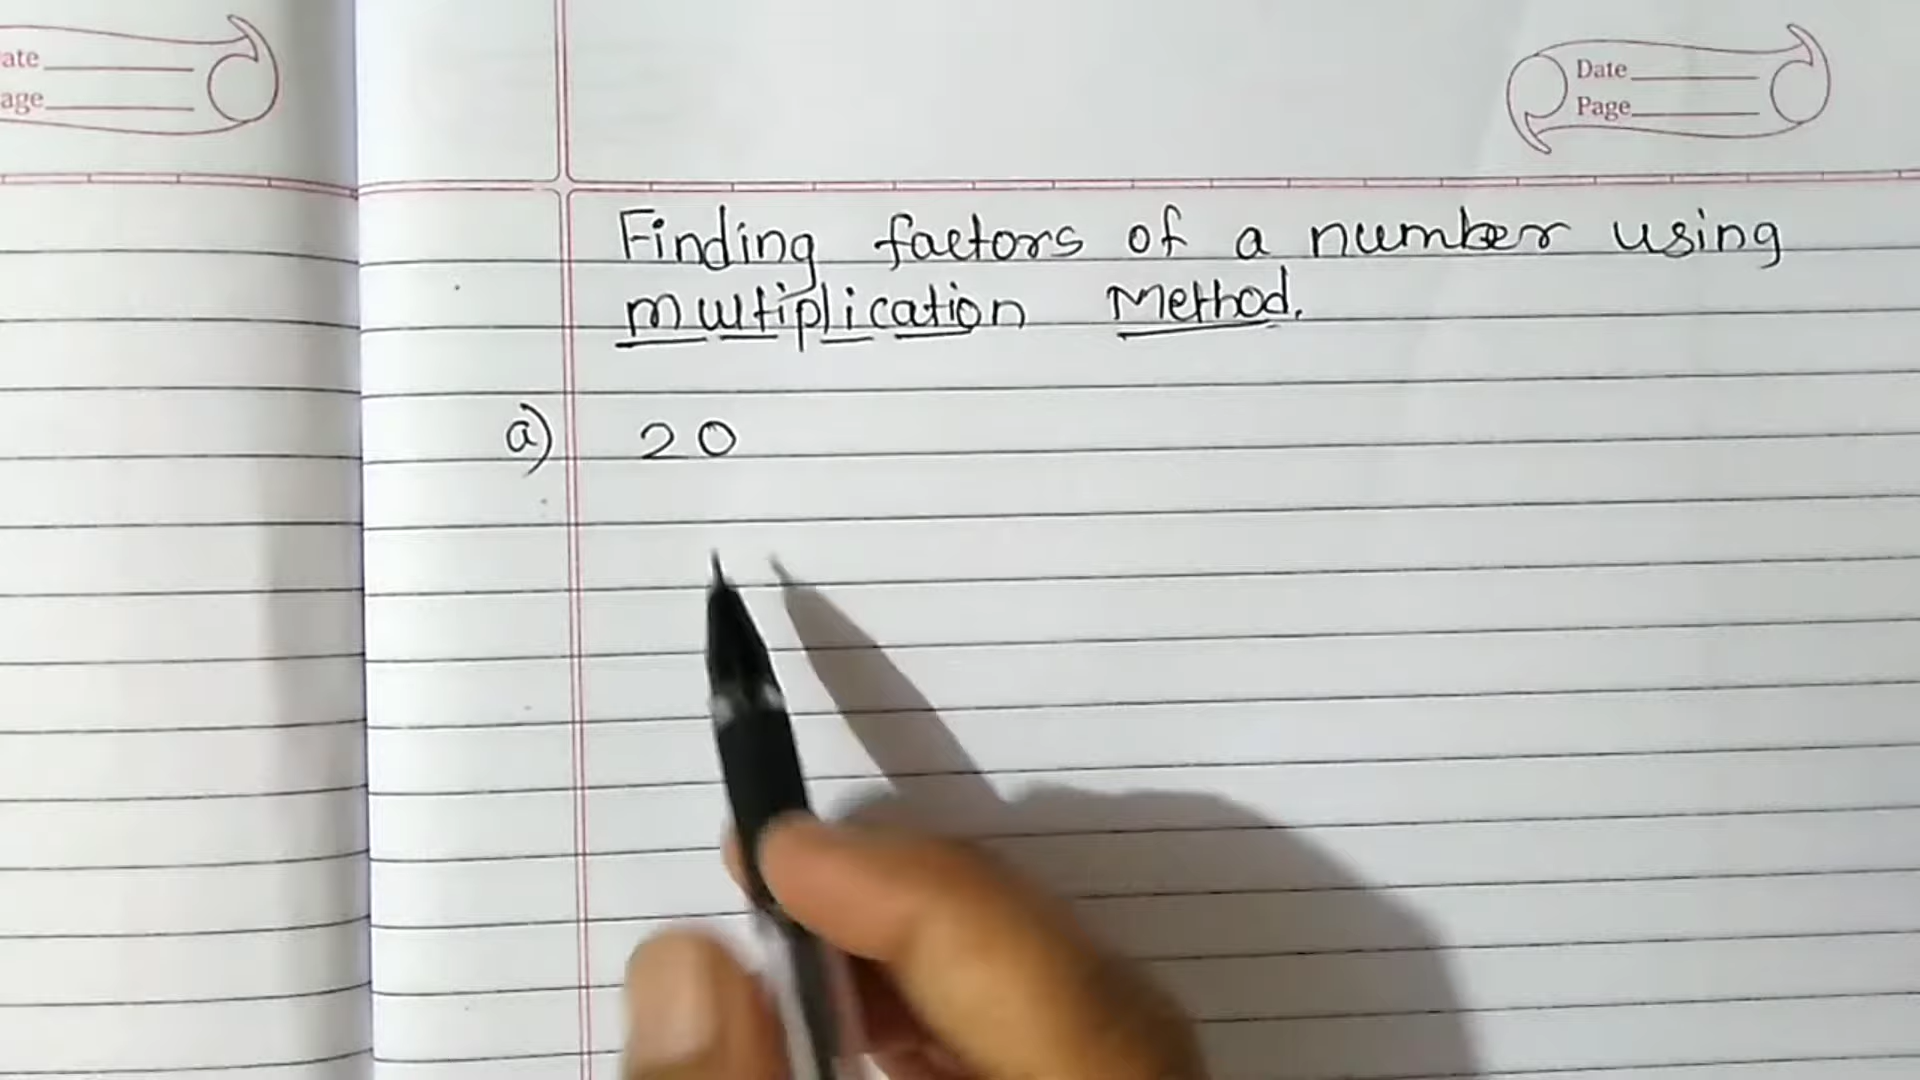 ate
age
Date
Page
Finding factors of a number using
multiplication Method.
a) 20